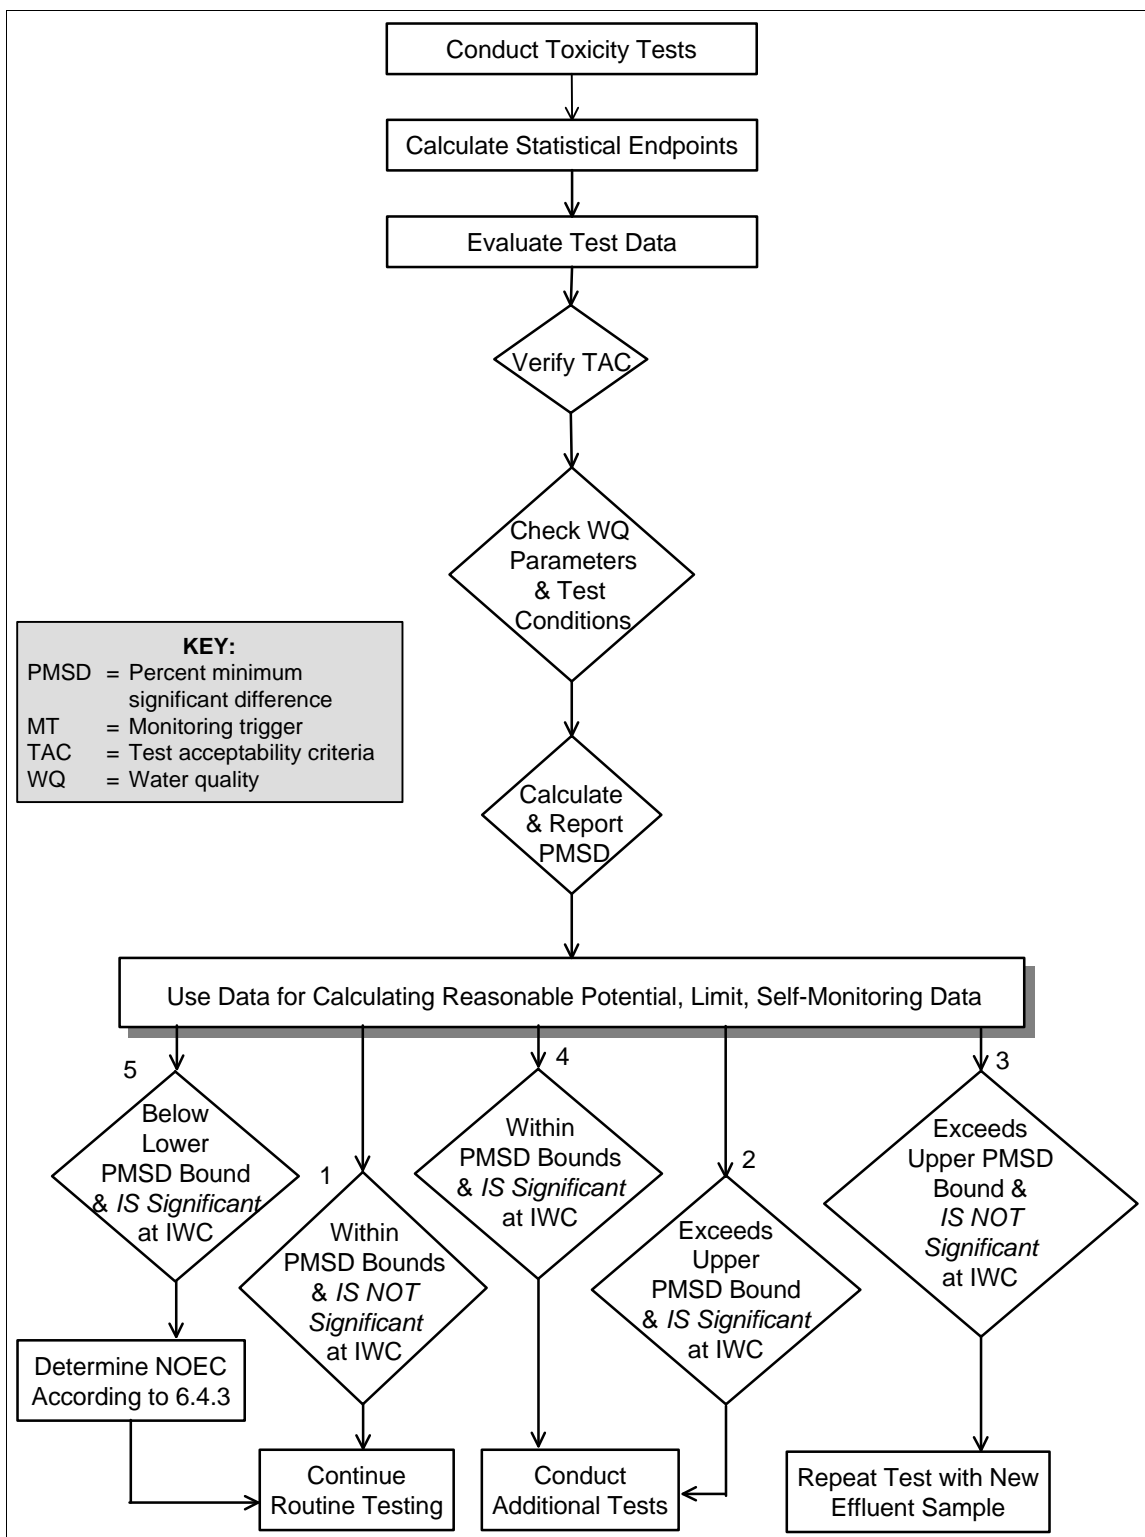 Conduct Toxicity Tests
Calculate Statistical Endpoints
Evaluate Test Data
Verify TAC
Check WQ
Parameters
& Test
Conditions
KEY:
PMSD = Percent minimum
significant difference
MT = Monitoring trigger
TAC = Test acceptability criteria
WQ = Water quality
Calculate
& Report
PMSD
Use Data for Calculating Reasonable Potential, Limit, Self-Monitoring Data
5
Below
Lower
PMSD Bound
& IS Significant
at IWC
1
Within
PMSD Bounds
& IS NOT
Significant
at IWC
4
Within
PMSD Bounds
& IS Significant
at IWC
2
Exceeds
Upper
PMSD Bound
& IS Significant
at IWC
3
Exceeds
Upper PMSD
Bound &
IS NOT
Significant
at IWC
Determine NOEC
According to 6.4.3
Continue
Routine Testing
Conduct
Additional Tests
Repeat Test with New
Effluent Sample